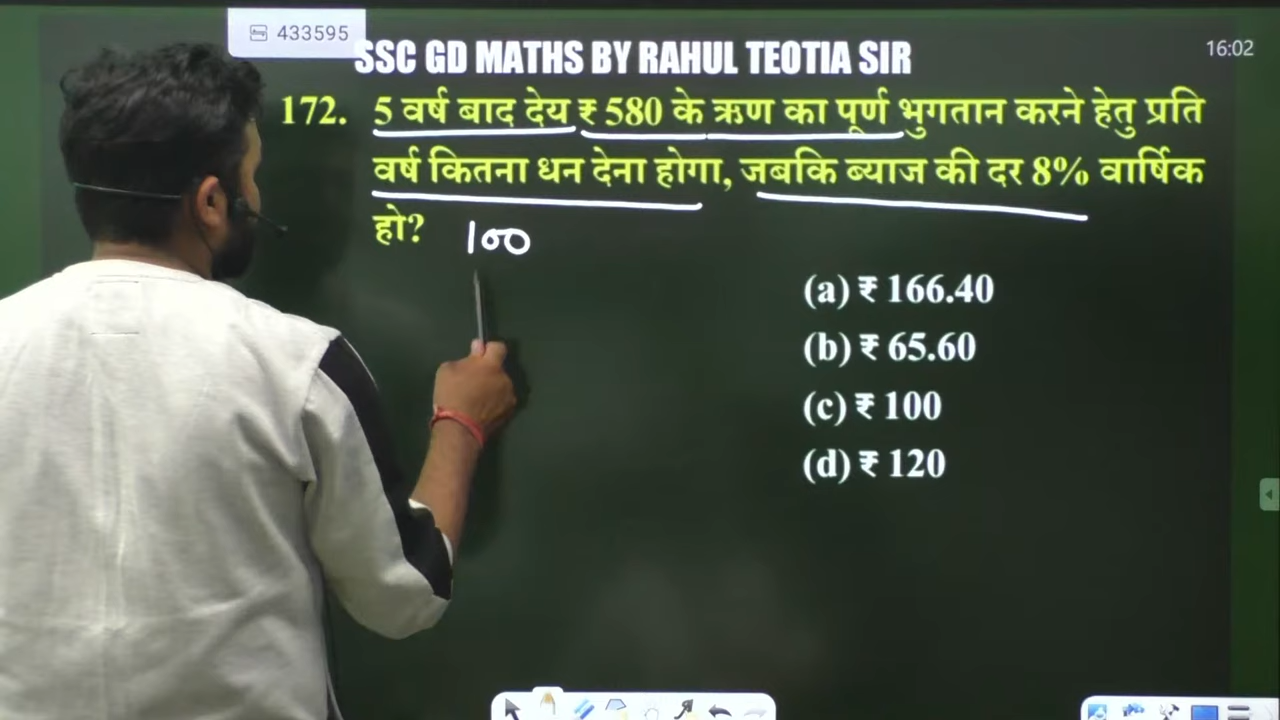 433595
SSC GD MATHS BY RAHUL TEOTIA SIR
16:02
172. 5 वर्ष बाद देय ₹ 580 के ऋण का पूर्ण भुगतान करने हेतु प्रति
वर्ष कितना धन देना होगा, जबकि ब्याज की दर 8% वार्षिक
हो? 100
(a) ₹ 166.40
(b) ₹ 65.60
(c) ₹ 100
(d) ₹ 120